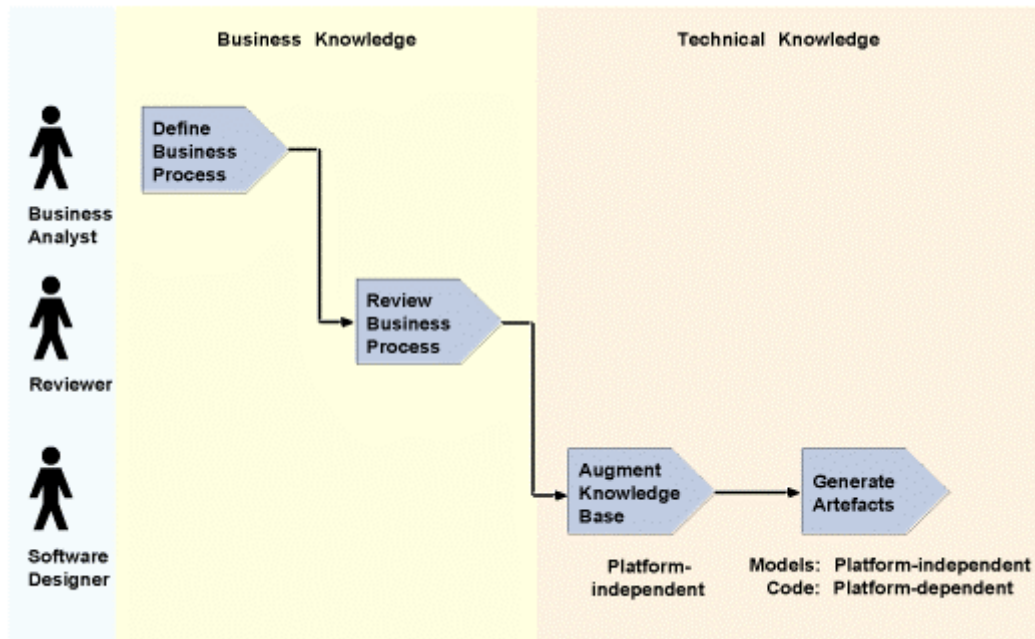 Business Knowledge
Technical Knowledge
Define
Business
Process
Business
Analyst
Review
Business
Process
Reviewer
Augment
Knowledge
Base
Generate
Artefacts
Software
Designer
Platform-
independent
Models: Platform-independent
Code: Platform-dependent